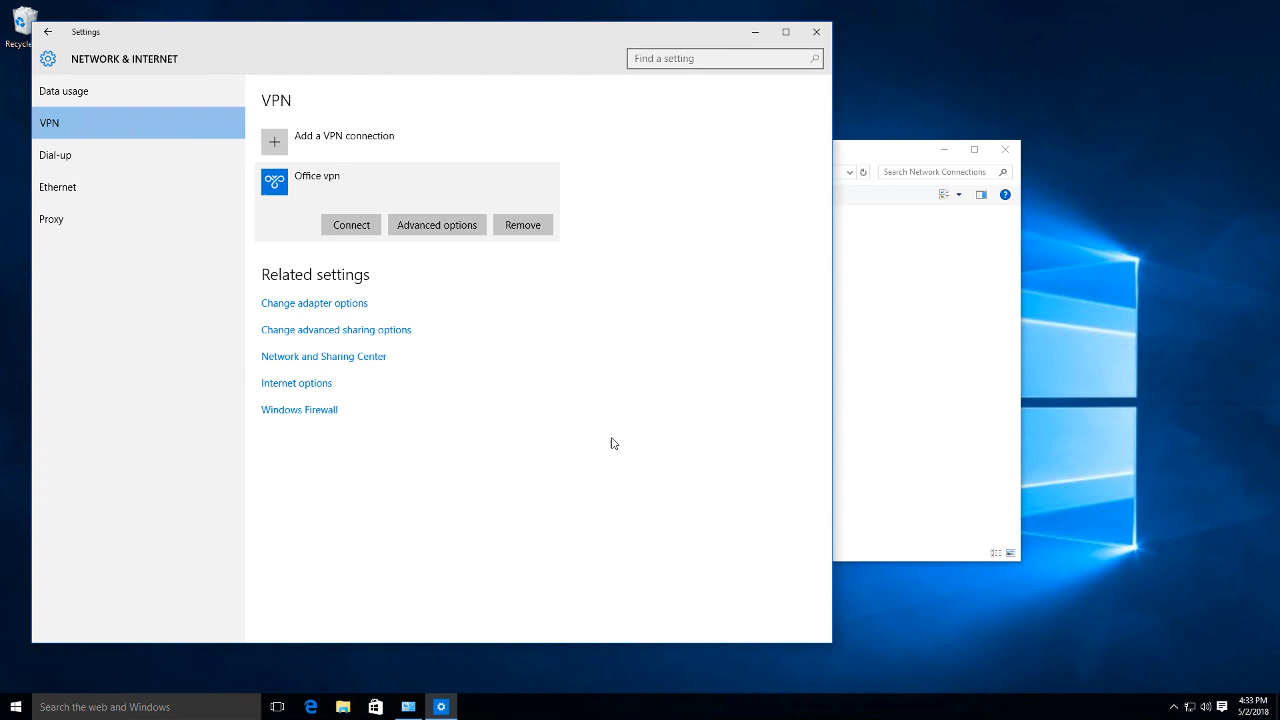 Recycle
Settings
NETWORK & INTERNET
Find a setting
Data usage
VPN
Dial-up
Ethernet
Proxy
VPN
Add a VPN connection
Office vpn
Connect
Advanced options
Remove
Related settings
Change adapter options
Change advanced sharing options
Network and Sharing Center
Internet options
Windows Firewall
Search Network Connections
Search the web and Windows
4:33 PM
5/2/2018